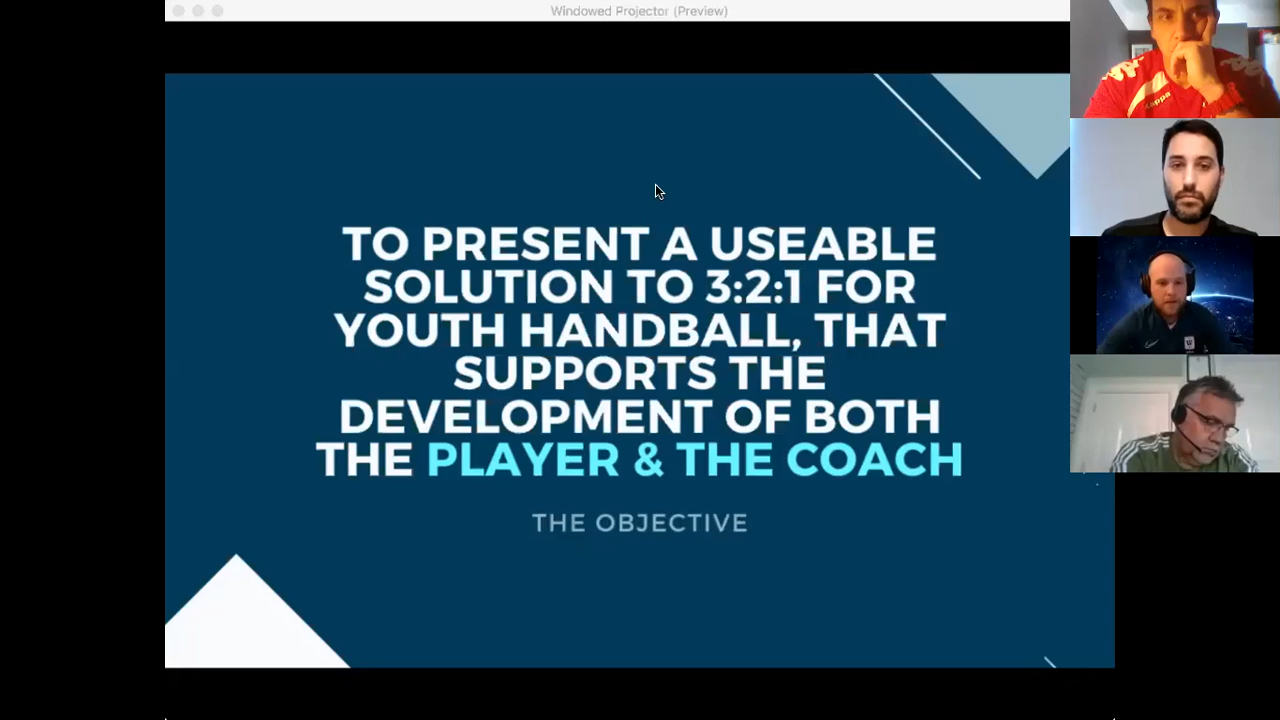 Windowed Projector (Preview)
TO PRESENT A USEABLE
SOLUTION TO 3:2:1 FOR
YOUTH HANDBALL, THAT
SUPPORTS THE
DEVELOPMENT OF BOTH
THE PLAYER & THE COACH
THE OBJECTIVE
Kappa